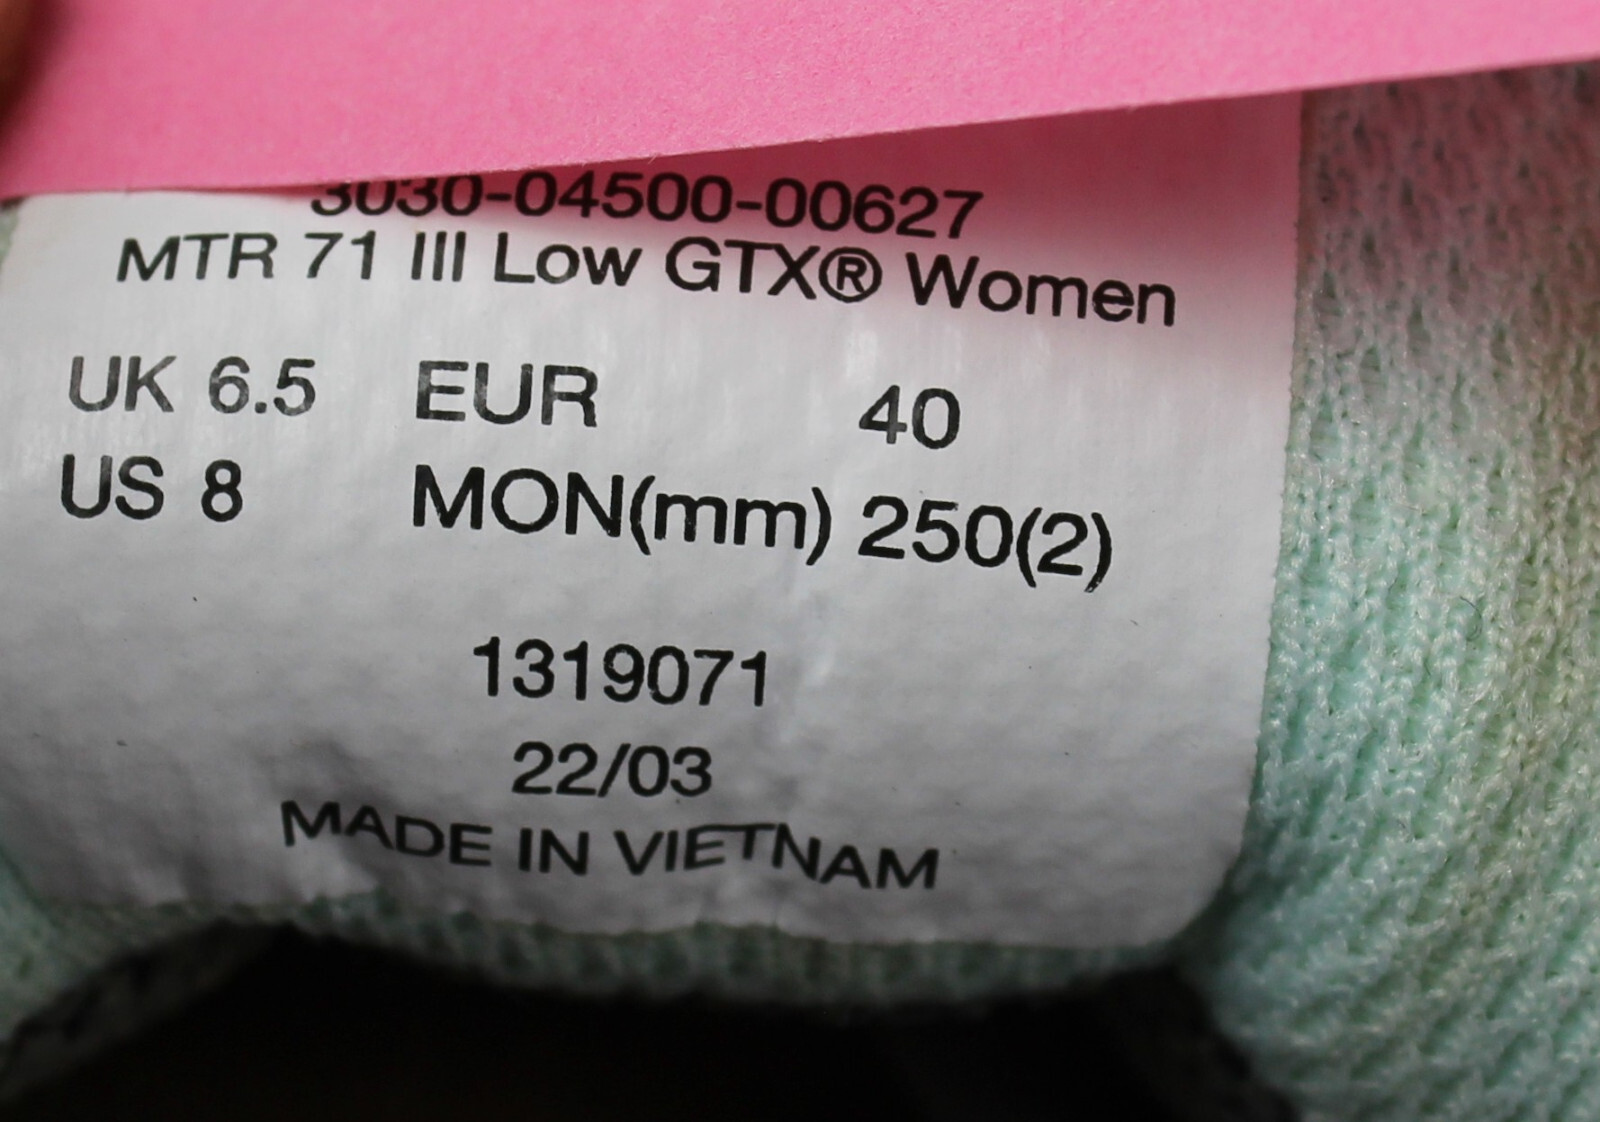 3030-04500-00627
MTR 71 III Low GTX® Women
UK 6.5 EUR 40
US 8 MON(mm) 250(2)
1319071
22/03
MADE IN VIETNAM